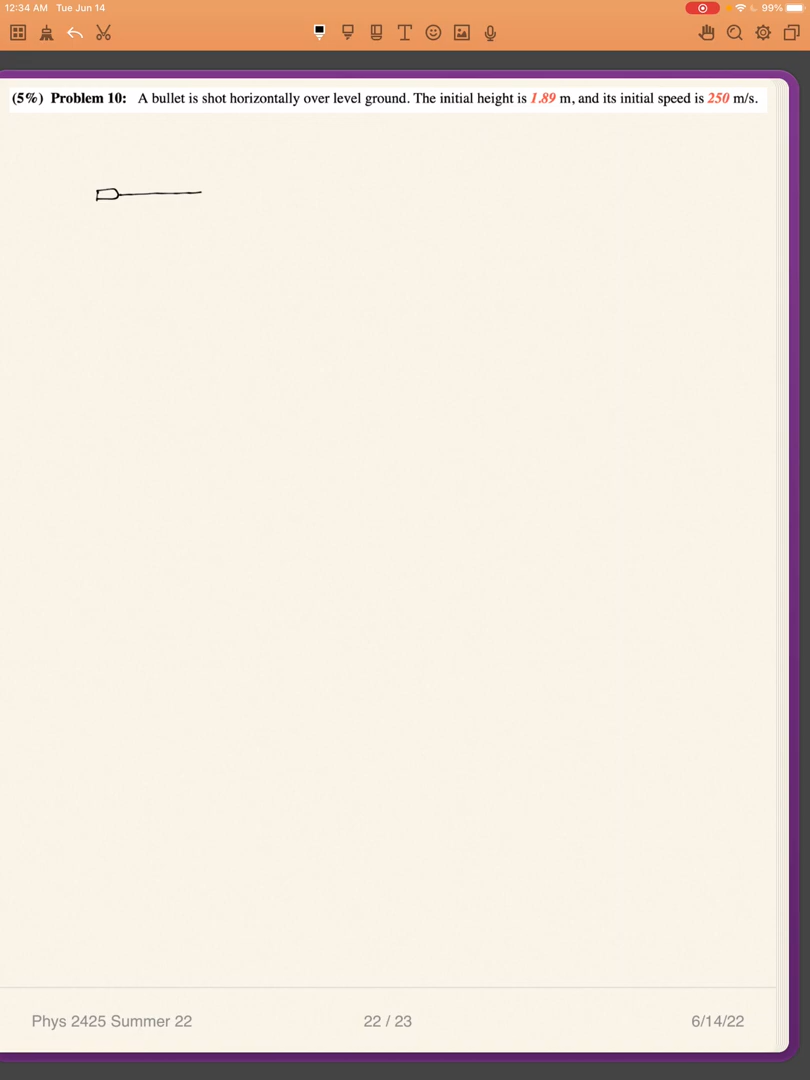 12:34 AM Tue Jun 14
99%
(5%) Problem 10: A bullet is shot horizontally over level ground. The initial height is 1.89 m, and its initial speed is 250 m/s.
Phys 2425 Summer 22
22 / 23
6/14/22